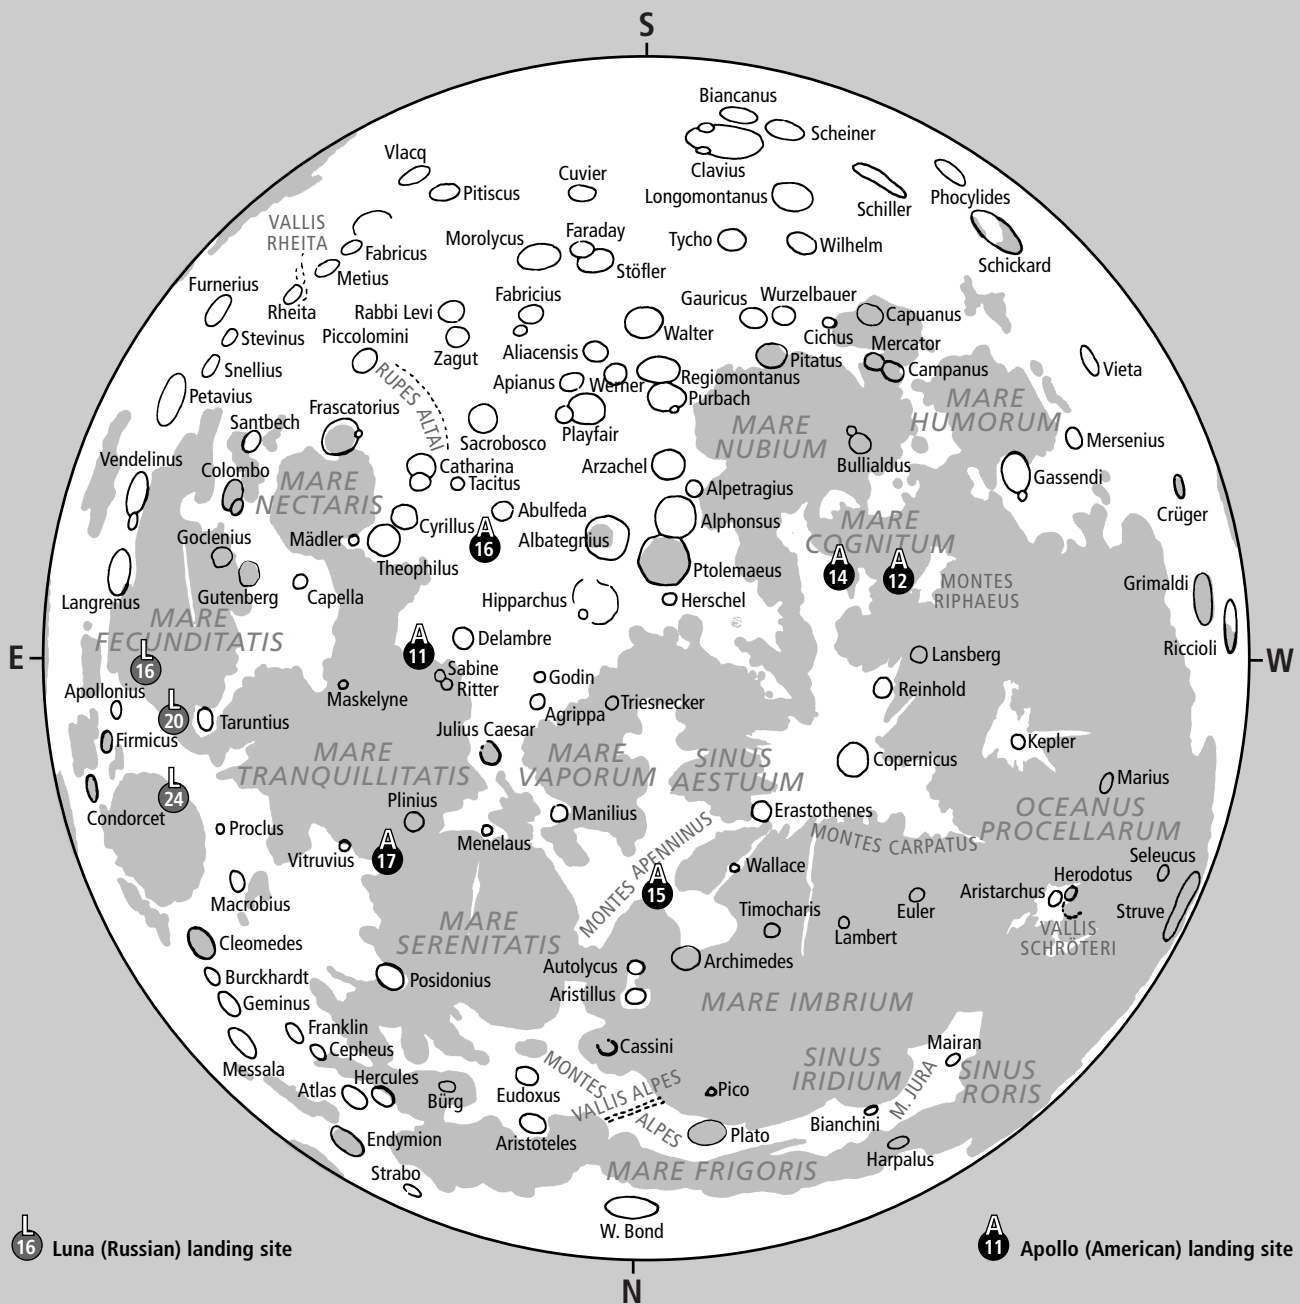 S
Biancanus
Scheiner
Clavius
Vlacq
Pitiscus
Cuvier
Longomontanus
Schiller
Phocylides
VALLIS
RHEITA
Fabricus
Metius
Morolycus
Faraday
Stöfler
Tycho
Wilhelm
Schickard
Furnerius
Rheita
Rabbi Levi
Fabricius
Gauricus
Wurzelbauer
Capuanus
Stevinus
Piccolomini
Zagut
Aliacensis
Walter
Cichus
Mercator
Pitatus
Campanus
Vieta
Snellius
Petavius
RUPES ALTAI
Apianus
Werner
Regiomontanus
Purbach
MARE
HUMORUM
Frascatorius
Santbech
Sacrobosco
Playfair
MARE
NUBIUM
Bullialdus
Mersenius
Vendelinus
Colombo
MARE
NECTARIS
Catharina
Tacitus
Arzachel
Alpetragius
Gassendi
Crüger
Goclenius
Mädler
Cyrillus
Abulfeda
A
16
Albategnius
Alphonsus
MARE
COGNITUM
Theophilus
Ptolemaeus
A
14
A
12
MONTES
RIPHAEUS
Grimaldi
Langrenus
Gutenberg
Capella
Hipparchus
Herschel
MARE
FECUNDITATIS
A
11
Delambre
Riccioli
E
L
16
Sabine
Ritter
Godin
Lansberg
W
Apollonius
L
20
Taruntius
Maskelyne
Agrippa
Triesnecker
Reinhold
Firmicus
Julius Caesar
Kepler
MARE
TRANQUILLITATIS
MARE
VAPORUM
SINUS
AESTUUM
Copernicus
Marius
Condorcet
L
24
Plinius
Manilius
Erastothenes
OCEANUS
PROCELLARUM
Proclus
Vitruvius
A
17
Menelaus
MONTES APENNINUS
MONTES CARPATUS
Seleucus
Macrobius
A
15
Wallace
Aristarchus
Herodotus
Struve
MARE
SERENITATIS
Timocharis
Euler
Lambert
VALLIS
SCHRÖTERI
Cleomedes
Burckhardt
Posidonius
Autolycus
Archimedes
Geminus
Aristillus
MARE IMBRIUM
Franklin
Cepheus
Cassini
Mairan
Messala
SINUS
IRIDIUM
SINUS
RORIS
Atlas
Hercules
Bürg
Eudoxus
MONTES
ALPES
VALLIS ALPES
Pico
M. JURA
Bianchini
Endymion
Aristoteles
Plato
Harpalus
Strabo
MARE FRIGORIS
W. Bond
L
16
Luna (Russian) landing site
A
11
Apollo (American) landing site
N